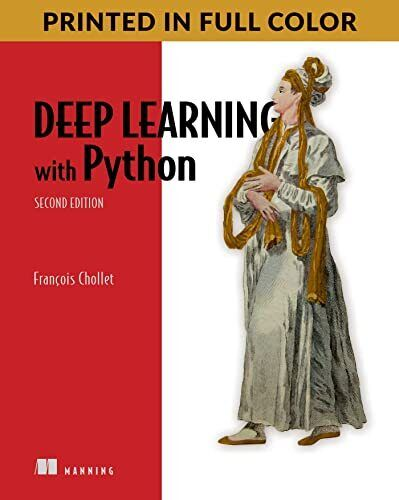 PRINTED IN FULL COLOR
DEEP LEARNING
with Python
SECOND EDITION
François Chollet
MANNING